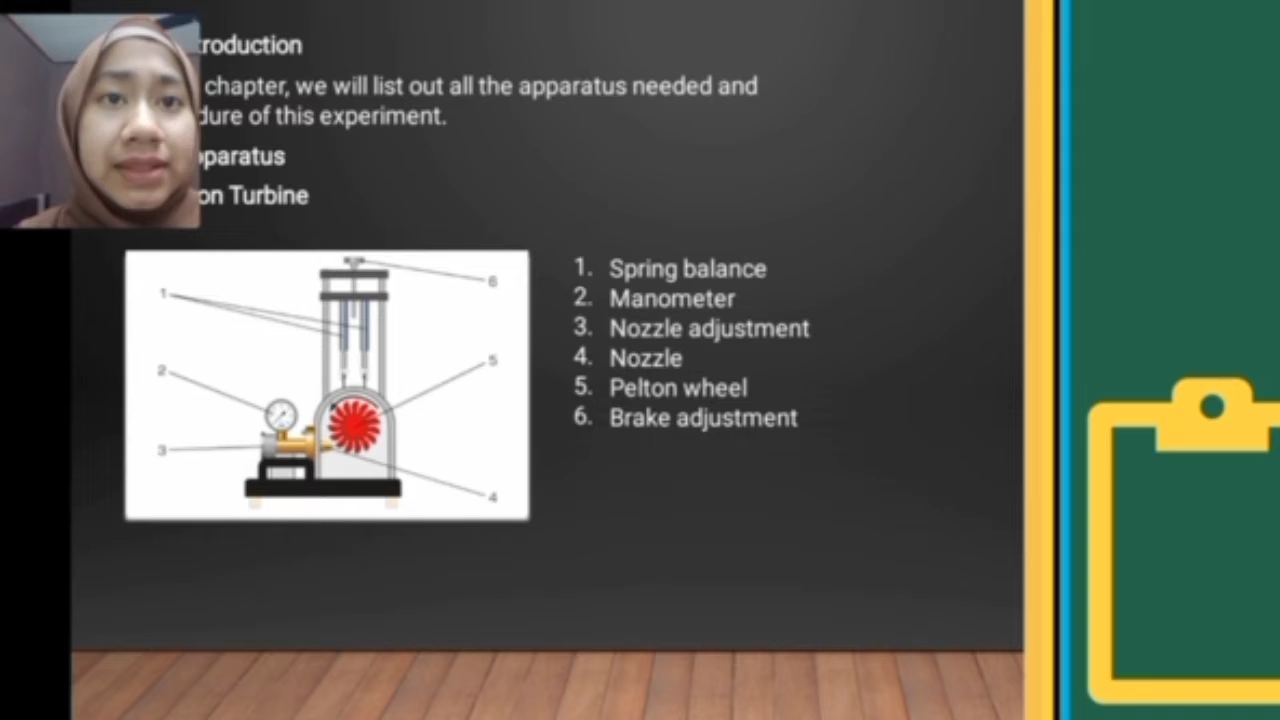 troduction
chapter, we will list out all the apparatus needed and
dure of this experiment.
pparatus
on Turbine
1. Spring balance
2. Manometer
3. Nozzle adjustment
4. Nozzle
5. Pelton wheel
6. Brake adjustment
6
1
5
2
3
4